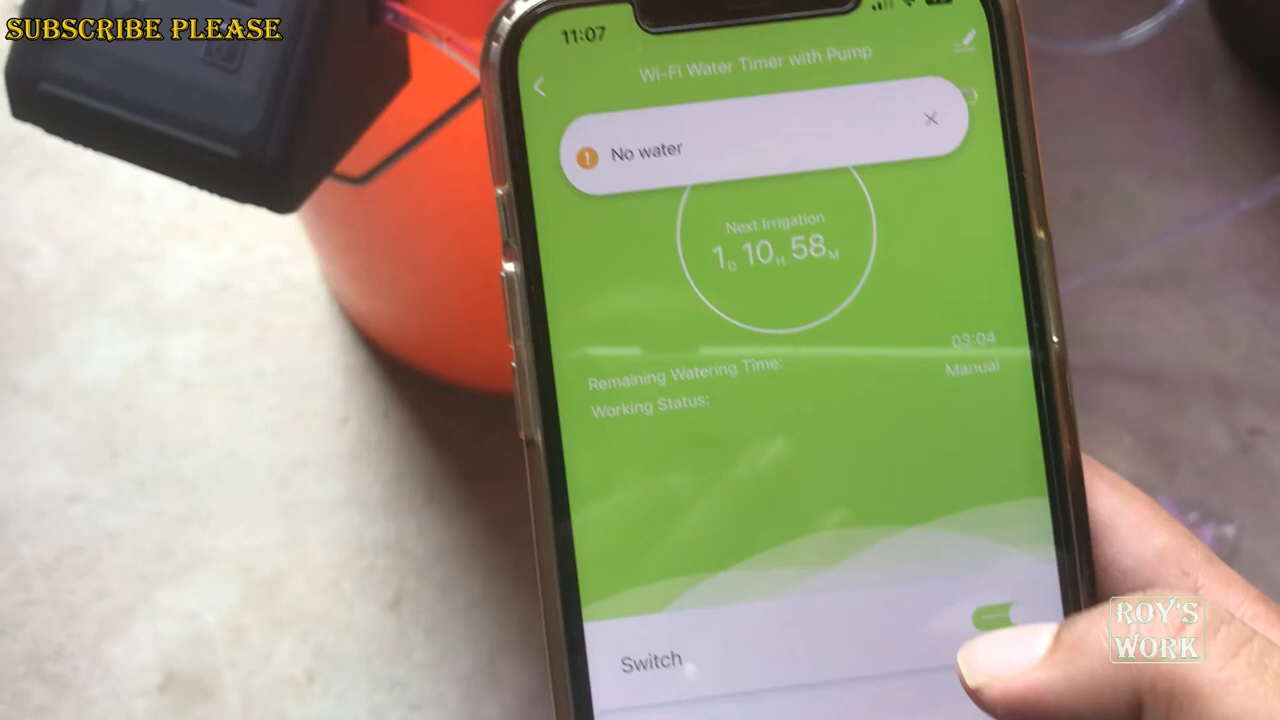 SUBSCRIBE PLEASE
11:07
Wi-Fi Water Timer with Pump
No water
Next Irrigation
1D 10H 58M
Remaining Watering Time: 03:04
Working Status: Manual
Switch
ROY'S
WORK